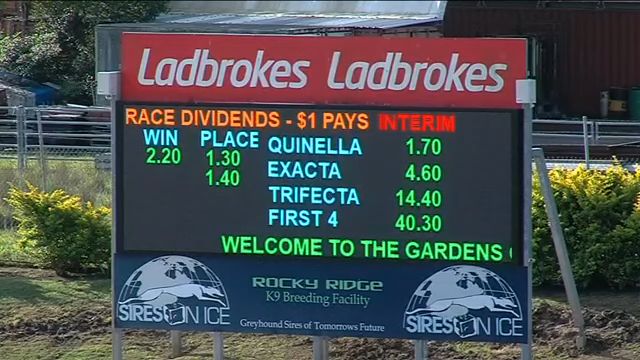 Ladbrokes Ladbrokes
RACE DIVIDENDS - $1 PAYS INTERIM
WIN PLACE QUINELLA 1.70
2.20 1.30 EXACTA 4.60
1.40 TRIFECTA 14.40
FIRST 4 40.30
WELCOME TO THE GARDENS
ROCKY RIDGE
K9 Breeding Facility
SIRES ON ICE SIRES ON ICE
Greyhound Sires of Tomorrows Future